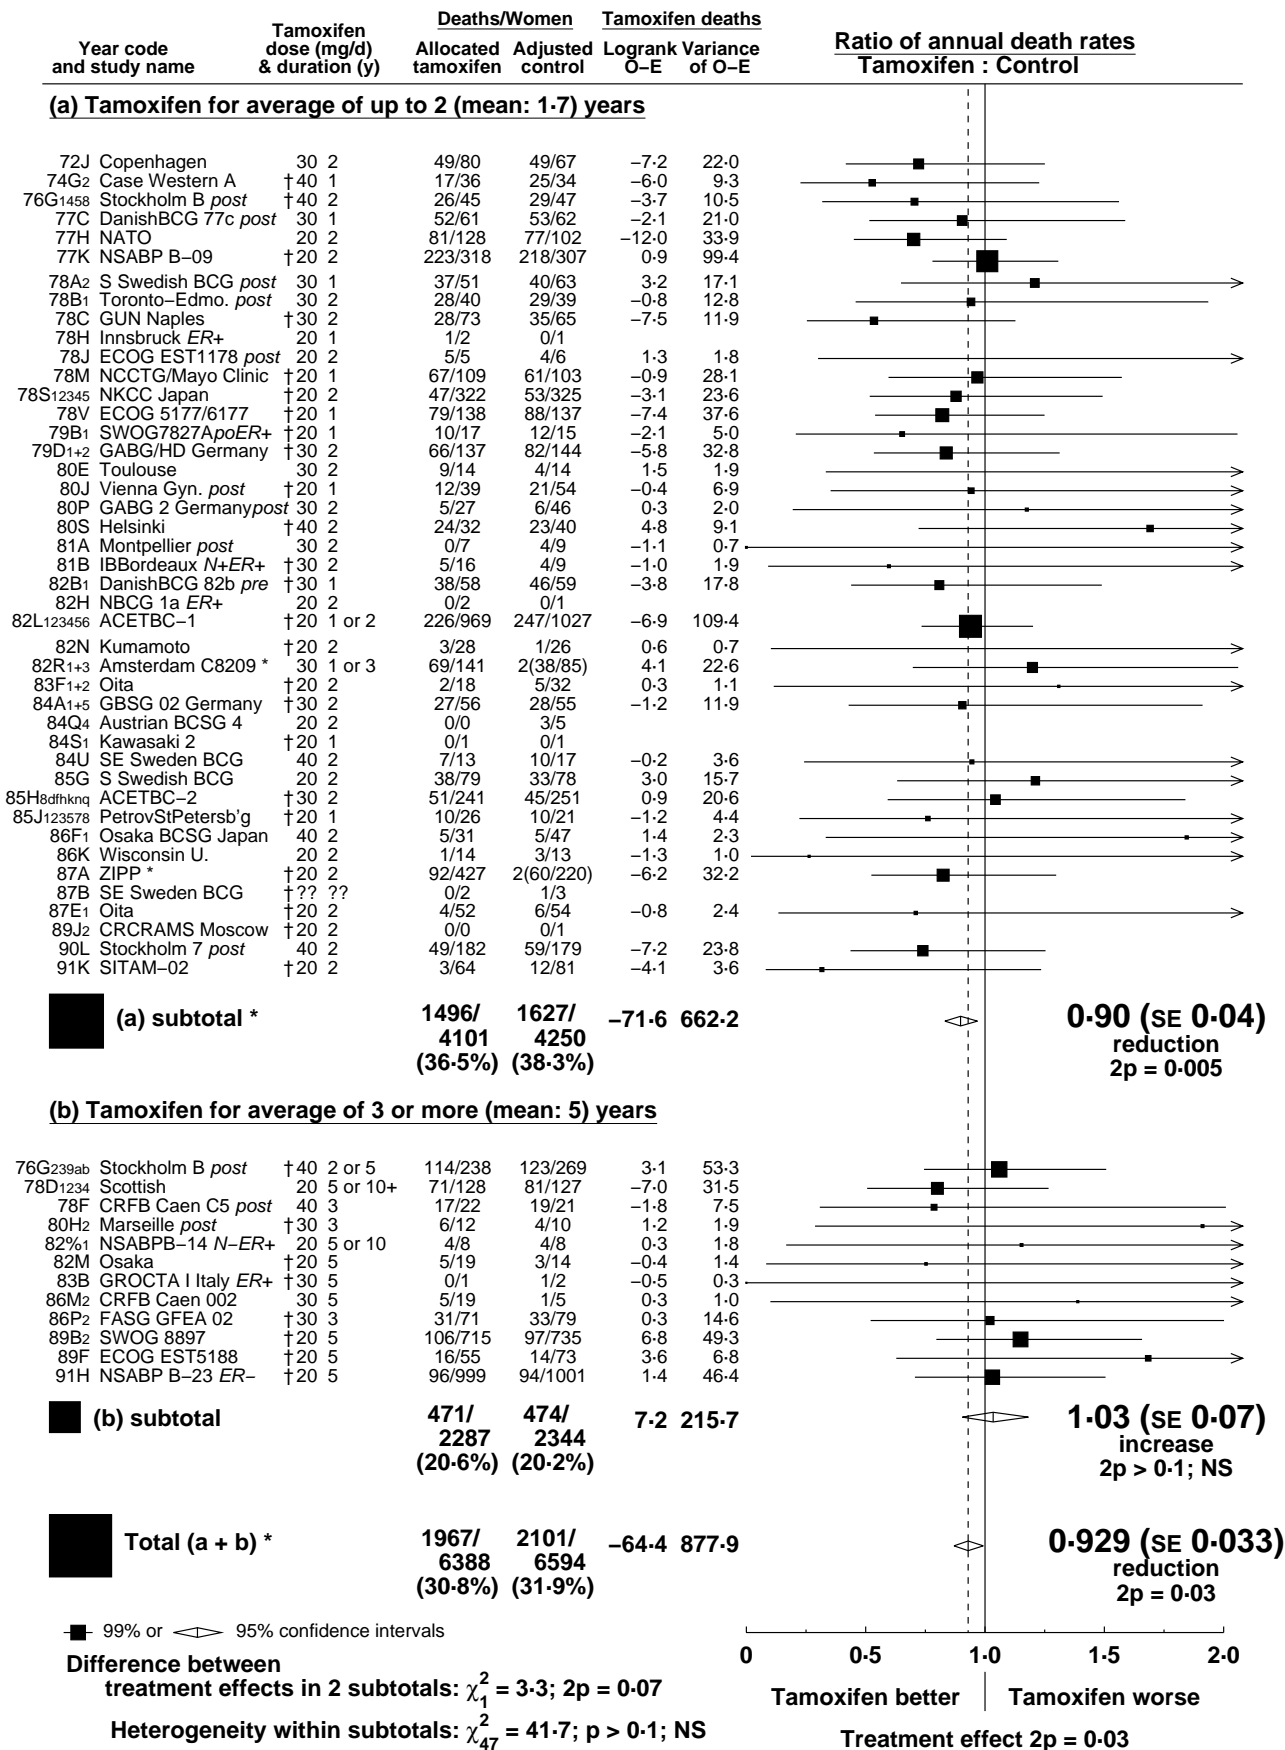 Deaths/Women Tamoxifen deaths
Year code and study name
Tamoxifen dose (mg/d) & duration (y)
Allocated tamoxifen
Adjusted control
Logrank O–E
Variance of O–E
Ratio of annual death rates
Tamoxifen : Control
(a) Tamoxifen for average of up to 2 (mean: 1·7) years
72J Copenhagen 30 2 49/80 49/67 –7·2 22·0
74G2 Case Western A †40 1 17/36 25/34 –6·0 9·3
76G1458 Stockholm B post †40 2 26/45 29/47 –3·7 10·5
77C DanishBCG 77c post 30 1 52/61 53/62 –2·1 21·0
77H NATO 20 2 81/128 77/102 –12·0 33·9
77K NSABP B–09 †20 2 223/318 218/307 0·9 99·4
78A2 S Swedish BCG post 30 1 37/51 40/63 3·2 17·1
78B1 Toronto–Edmo. post 30 2 28/40 29/39 –0·8 12·8
78C GUN Naples †30 2 28/73 35/65 –7·5 11·9
78H Innsbruck ER+ 20 1 1/2 0/1
78J ECOG EST1178 post 20 2 5/5 4/6 1·3 1·8
78M NCCTG/Mayo Clinic †20 1 67/109 61/103 –0·9 28·1
78S12345 NKCC Japan †20 2 47/322 53/325 –3·1 23·6
78V ECOG 5177/6177 †20 1 79/138 88/137 –7·4 37·6
79B1 SWOG7827ApoER+ †20 1 10/17 12/15 –2·1 5·0
79D1+2 GABG/HD Germany †30 2 66/137 82/144 –5·8 32·8
80E Toulouse 30 2 9/14 4/14 1·5 1·9
80J Vienna Gyn. post †20 1 12/39 21/54 –0·4 6·9
80P GABG 2 Germanypost 30 2 5/27 6/46 0·3 2·0
80S Helsinki †40 2 24/32 23/40 4·8 9·1
81A Montpellier post 30 2 0/7 4/9 –1·1 0·7
81B IBBordeaux N+ER+ †30 2 5/16 4/9 –1·0 1·9
82B1 DanishBCG 82b pre †30 1 38/58 46/59 –3·8 17·8
82H NBCG 1a ER+ 20 2 0/2 0/1
82L123456 ACETBC–1 †20 1 or 2 226/969 247/1027 –6·9 109·4
82N Kumamoto †20 2 3/28 1/26 0·6 0·7
82R1+3 Amsterdam C8209 * 30 1 or 3 69/141 2(38/85) 4·1 22·6
83F1+2 Oita †20 2 2/18 5/32 0·3 1·1
84A1+5 GBSG 02 Germany †30 2 27/56 28/55 –1·2 11·9
84Q4 Austrian BCSG 4 20 2 0/0 3/5
84S1 Kawasaki 2 †20 1 0/1 0/1
84U SE Sweden BCG 40 2 7/13 10/17 –0·2 3·6
85G S Swedish BCG 20 2 38/79 33/78 3·0 15·7
85H8dfhknq ACETBC–2 †30 2 51/241 45/251 0·9 20·6
85J123578 PetrovStPetersb'g †20 1 10/26 10/21 –1·2 4·4
86F1 Osaka BCSG Japan 40 2 5/31 5/47 1·4 2·3
86K Wisconsin U. 20 2 1/14 3/13 –1·3 1·0
87A ZIPP * †20 2 92/427 2(60/220) –6·2 32·2
87B SE Sweden BCG †?? ?? 0/2 1/3
87E1 Oita †20 2 4/52 6/54 –0·8 2·4
89J2 CRCRAMS Moscow †20 2 0/0 0/1
90L Stockholm 7 post 40 2 49/182 59/179 –7·2 23·8
91K SITAM–02 †20 2 3/64 12/81 –4·1 3·6
(a) subtotal * 1496/4101 (36·5%) 1627/4250 (38·3%) –71·6 662·2 0·90 (SE 0·04)
reduction
2p = 0·005
(b) Tamoxifen for average of 3 or more (mean: 5) years
76G239ab Stockholm B post †40 2 or 5 114/238 123/269 3·1 53·3
78D1234 Scottish 20 5 or 10+ 71/128 81/127 –7·0 31·5
78F CRFB Caen C5 post 40 3 17/22 19/21 –1·8 7·5
80H2 Marseille post †30 3 6/12 4/10 1·2 1·9
82%1 NSABPB–14 N–ER+ 20 5 or 10 4/8 4/8 0·3 1·8
82M Osaka †20 5 5/19 3/14 –0·4 1·4
83B GROCTA I Italy ER+ †30 5 0/1 1/2 –0·5 0·3
86M2 CRFB Caen 002 30 5 5/19 1/5 0·3 1·0
86P2 FASG GFEA 02 †30 3 31/71 33/79 0·3 14·6
89B2 SWOG 8897 †20 5 106/715 97/735 6·8 49·3
89F ECOG EST5188 †20 5 16/55 14/73 3·6 6·8
91H NSABP B–23 ER– †20 5 96/999 94/1001 1·4 46·4
(b) subtotal 471/2287 (20·6%) 474/2344 (20·2%) 7·2 215·7 1·03 (SE 0·07)
increase
2p > 0·1; NS
Total (a + b) * 1967/6388 (30·8%) 2101/6594 (31·9%) –64·4 877·9 0·929 (SE 0·033)
reduction
2p = 0·03
99% or 95% confidence intervals
0 0·5 1·0 1·5 2·0
Difference between
treatment effects in 2 subtotals: χ²₁ = 3·3; 2p = 0·07
Tamoxifen better Tamoxifen worse
Heterogeneity within subtotals: χ²₄₇ = 41·7; p > 0·1; NS
Treatment effect 2p = 0·03